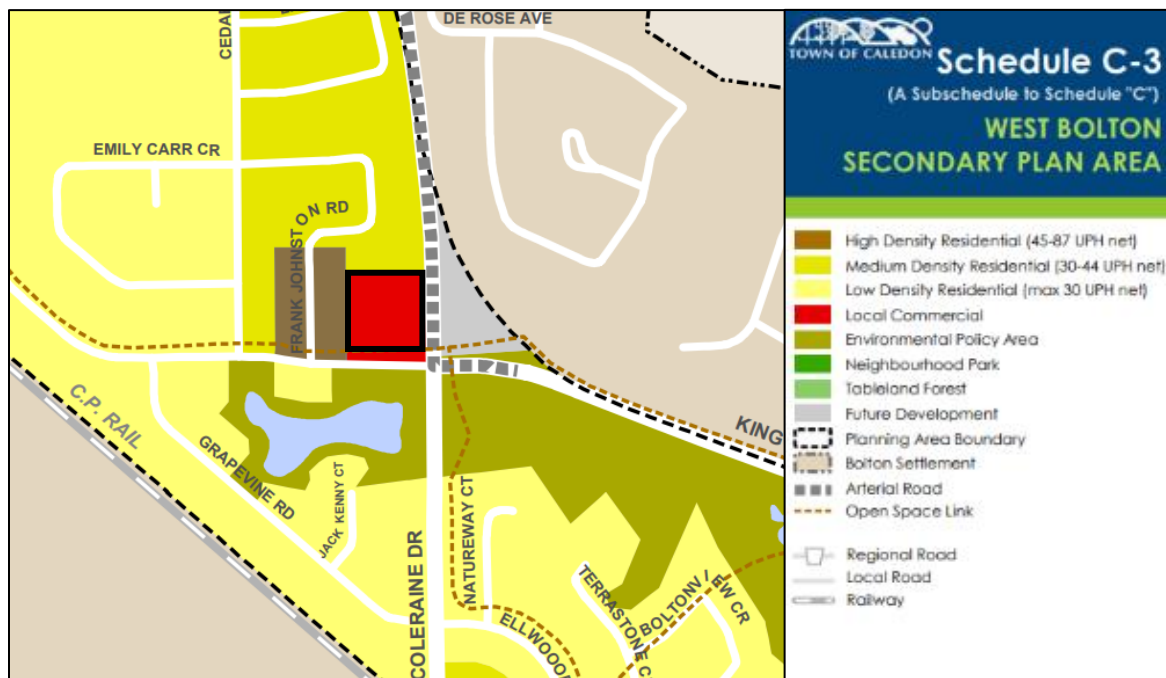 DE ROSE AVE
CEDA
EMILY CARR CR
FRANK JOHNSTON RD
C.P. RAIL
GRAPEVINE RD
JACK KENNY CT
KING
COLERAINE DR
NATUREWAY CT
TERRASTONE C
BOLTONVIEW CR
ELLWOOO
TOWN OF CALEDON
Schedule C-3
(A Subschedule to Schedule "C")
WEST BOLTON
SECONDARY PLAN AREA
High Density Residential (45-87 UPH net)
Medium Density Residential (30-44 UPH net)
Low Density Residential (max 30 UPH net)
Local Commercial
Environmental Policy Area
Neighbourhood Park
Tableland Forest
Future Development
Planning Area Boundary
Bolton Settlement
Arterial Road
Open Space Link
Regional Road
Local Road
Railway